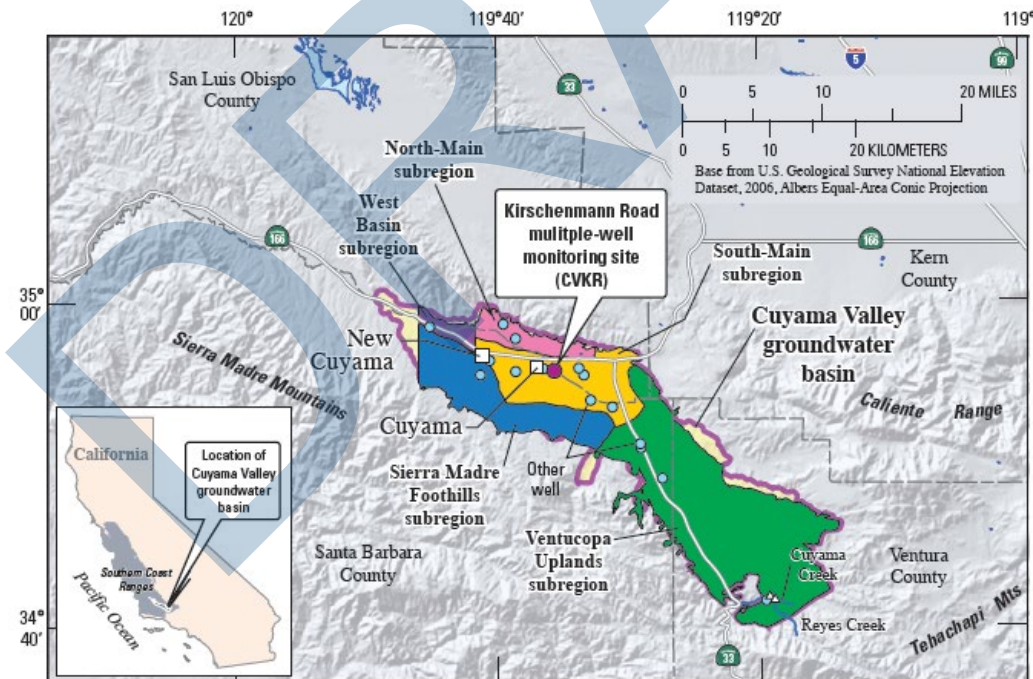 120°
119°40'
119°20'
119°
San Luis Obispo
County
33
5
99
0 5 10 20 MILES
0 5 10 20 KILOMETERS
Base from U.S. Geological Survey National Elevation
Dataset, 2006, Albers Equal-Area Conic Projection
North-Main
subregion
West
Basin
subregion
Kirschenmann Road
mulitple-well
monitoring site
(CVKR)
South-Main
subregion
166
166
Kern
County
35°
00'
New
Cuyama
Cuyama Valley
groundwater
basin
Sierra Madre Mountains
Caliente Range
Cuyama
Sierra Madre
Foothills
subregion
Other
well
Ventucopa
Uplands
subregion
Santa Barbara
County
Cuyama
Creek
Ventura
County
Reyes Creek
Tehachapi Mts
33
34°
40'
California
Location of
Cuyama Valley
groundwater
basin
Southern Coast
Ranges
Pacific Ocean